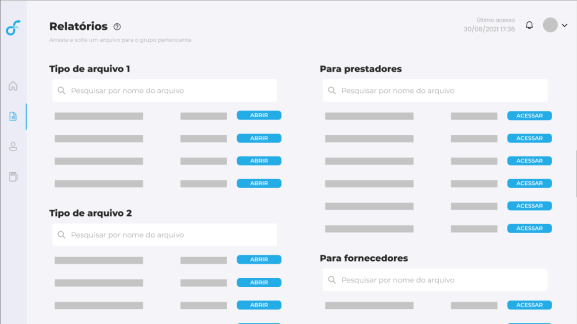 Relatórios
Arraste e solte um arquivo para o grupo pertencente
Último acesso
30/08/2021 17:36
Tipo de arquivo 1
Pesquisar por nome do arquivo
ABRIR
ABRIR
ABRIR
ABRIR
Tipo de arquivo 2
Pesquisar por nome do arquivo
ABRIR
ABRIR
ABRIR
Para prestadores
Pesquisar por nome do arquivo
ACESSAR
ACESSAR
ACESSAR
ACESSAR
ACESSAR
ACESSAR
Para fornecedores
Pesquisar por nome do arquivo
ACESSAR